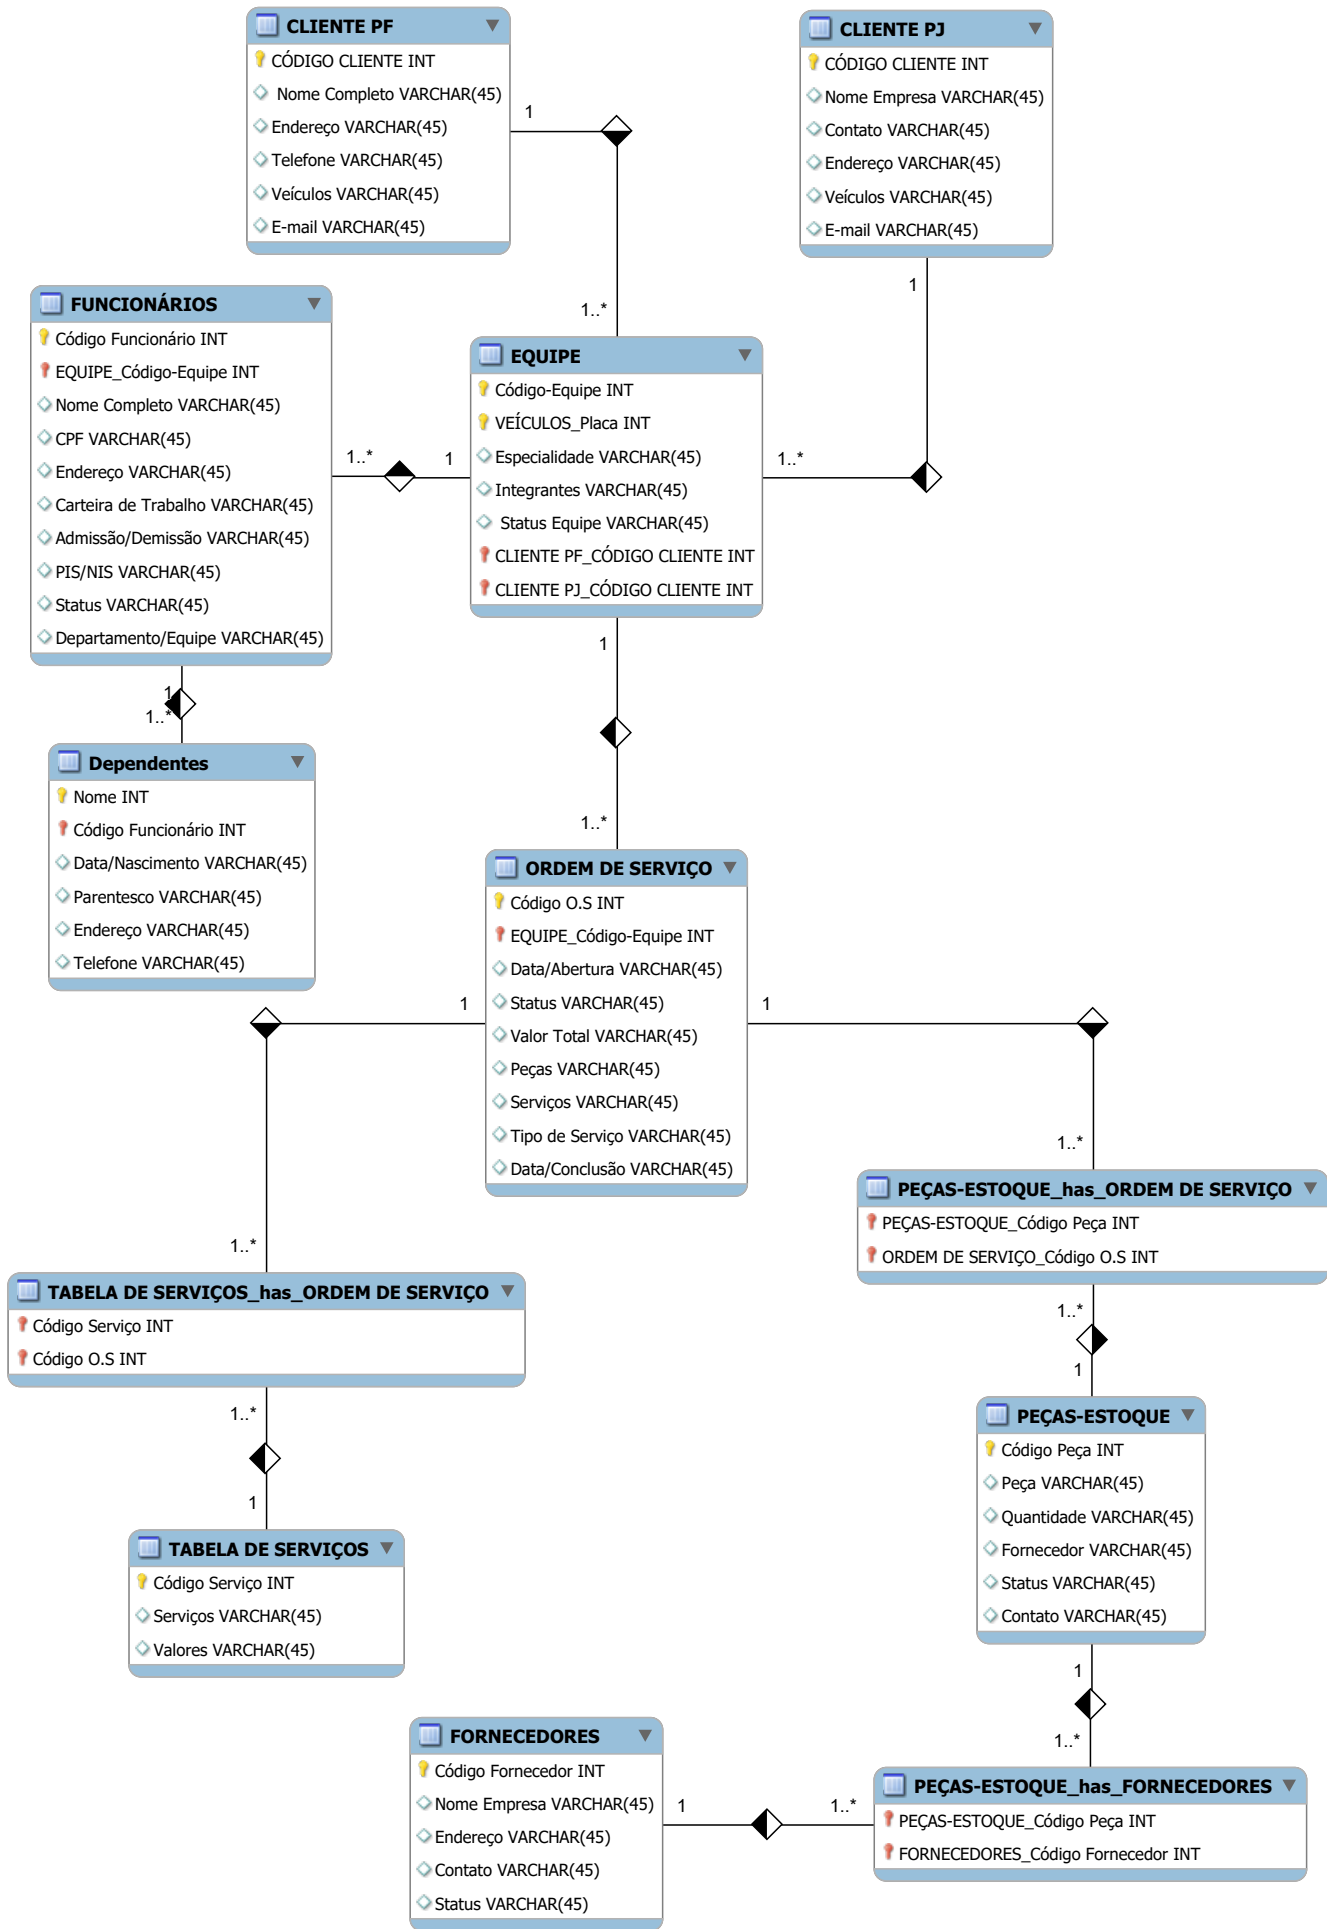 CLIENTE PF
CÓDIGO CLIENTE INT
Nome Completo VARCHAR(45)
Endereço VARCHAR(45)
Telefone VARCHAR(45)
Veículos VARCHAR(45)
E-mail VARCHAR(45)
CLIENTE PJ
CÓDIGO CLIENTE INT
Nome Empresa VARCHAR(45)
Contato VARCHAR(45)
Endereço VARCHAR(45)
Veículos VARCHAR(45)
E-mail VARCHAR(45)
1
1..*
1
1..*
FUNCIONÁRIOS
Código Funcionário INT
EQUIPE_Código-Equipe INT
Nome Completo VARCHAR(45)
CPF VARCHAR(45)
Endereço VARCHAR(45)
Carteira de Trabalho VARCHAR(45)
Admissão/Demissão VARCHAR(45)
PIS/NIS VARCHAR(45)
Status VARCHAR(45)
Departamento/Equipe VARCHAR(45)
1..*
1
EQUIPE
Código-Equipe INT
VEÍCULOS_Placa INT
Especialidade VARCHAR(45)
Integrantes VARCHAR(45)
Status Equipe VARCHAR(45)
CLIENTE PF_CÓDIGO CLIENTE INT
CLIENTE PJ_CÓDIGO CLIENTE INT
1
1..*
1
1..*
Dependentes
Nome INT
Código Funcionário INT
Data/Nascimento VARCHAR(45)
Parentesco VARCHAR(45)
Endereço VARCHAR(45)
Telefone VARCHAR(45)
ORDEM DE SERVIÇO
Código O.S INT
EQUIPE_Código-Equipe INT
Data/Abertura VARCHAR(45)
Status VARCHAR(45)
Valor Total VARCHAR(45)
Peças VARCHAR(45)
Serviços VARCHAR(45)
Tipo de Serviço VARCHAR(45)
Data/Conclusão VARCHAR(45)
1
1..*
1
1..*
PEÇAS-ESTOQUE_has_ORDEM DE SERVIÇO
PEÇAS-ESTOQUE_Código Peça INT
ORDEM DE SERVIÇO_Código O.S INT
TABELA DE SERVIÇOS_has_ORDEM DE SERVIÇO
Código Serviço INT
Código O.S INT
1..*
1
1..*
1
PEÇAS-ESTOQUE
Código Peça INT
Peça VARCHAR(45)
Quantidade VARCHAR(45)
Fornecedor VARCHAR(45)
Status VARCHAR(45)
Contato VARCHAR(45)
TABELA DE SERVIÇOS
Código Serviço INT
Serviços VARCHAR(45)
Valores VARCHAR(45)
1
1..*
FORNECEDORES
Código Fornecedor INT
Nome Empresa VARCHAR(45)
Endereço VARCHAR(45)
Contato VARCHAR(45)
Status VARCHAR(45)
1
1..*
PEÇAS-ESTOQUE_has_FORNECEDORES
PEÇAS-ESTOQUE_Código Peça INT
FORNECEDORES_Código Fornecedor INT